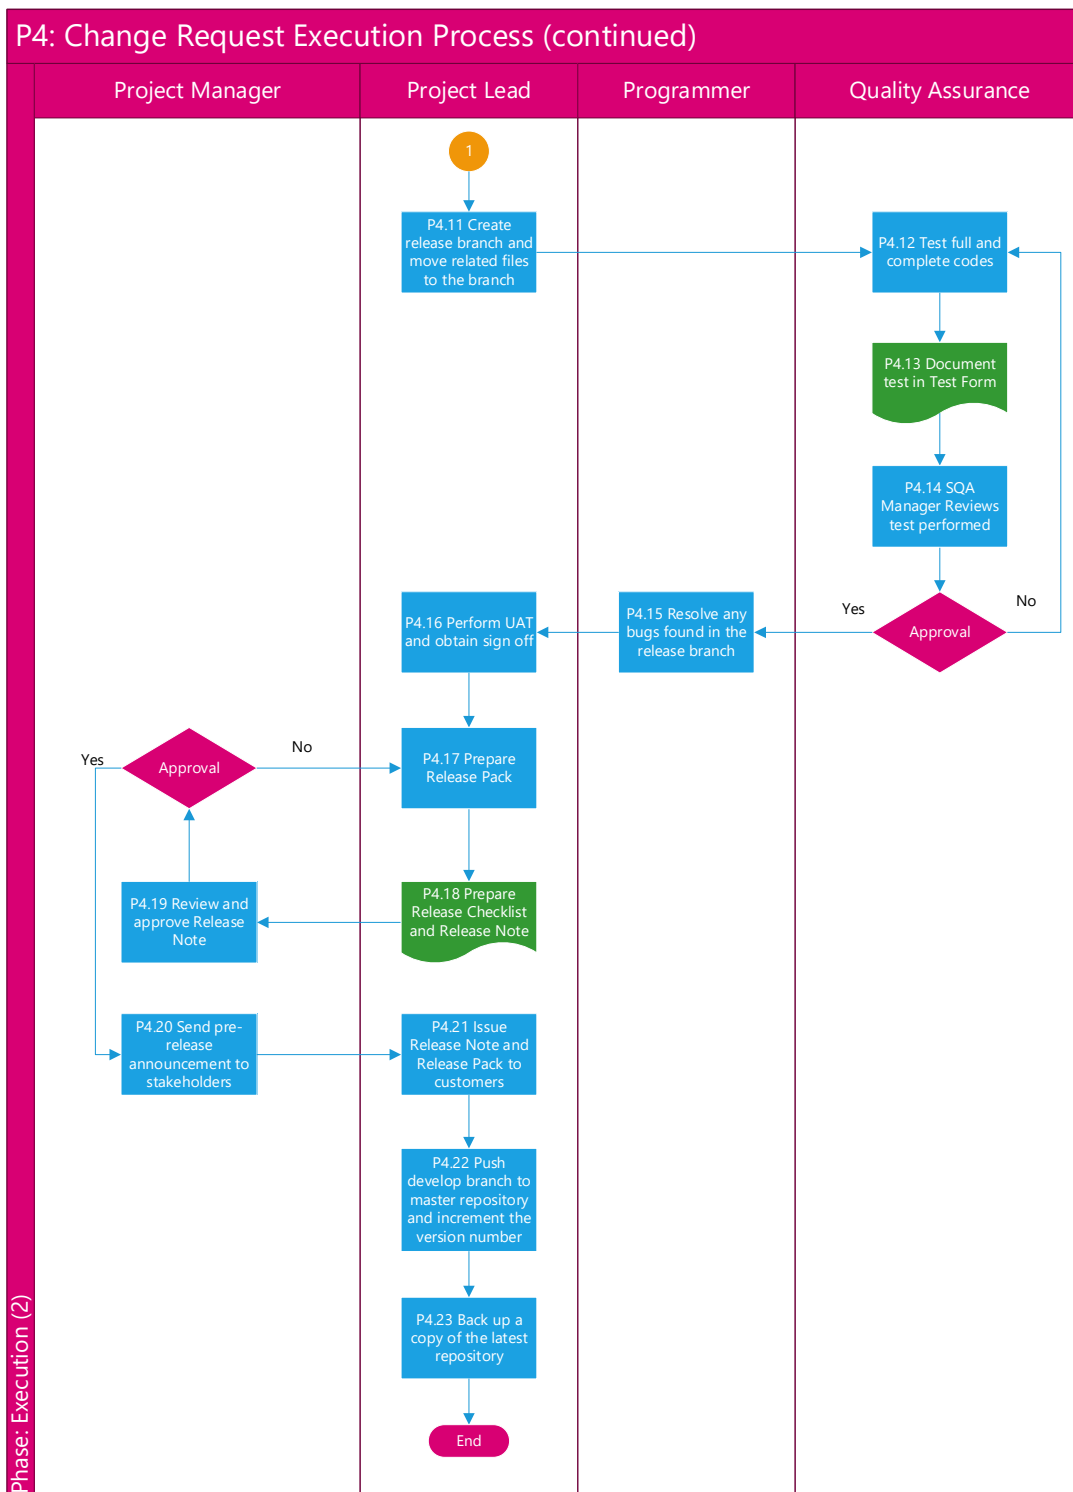 P4: Change Request Execution Process (continued)
Project Manager
Project Lead
Programmer
Quality Assurance
1
P4.11 Create
release branch and
move related files
to the branch
P4.12 Test full and
complete codes
P4.13 Document
test in Test Form
P4.14 SQA
Manager Reviews
test performed
Approval
Yes
No
P4.15 Resolve any
bugs found in the
release branch
P4.16 Perform UAT
and obtain sign off
P4.17 Prepare
Release Pack
Approval
Yes
No
P4.18 Prepare
Release Checklist
and Release Note
P4.19 Review and
approve Release
Note
P4.20 Send pre-
release
announcement to
stakeholders
P4.21 Issue
Release Note and
Release Pack to
customers
P4.22 Push
develop branch to
master repository
and increment the
version number
P4.23 Back up a
copy of the latest
repository
End
Phase: Execution (2)